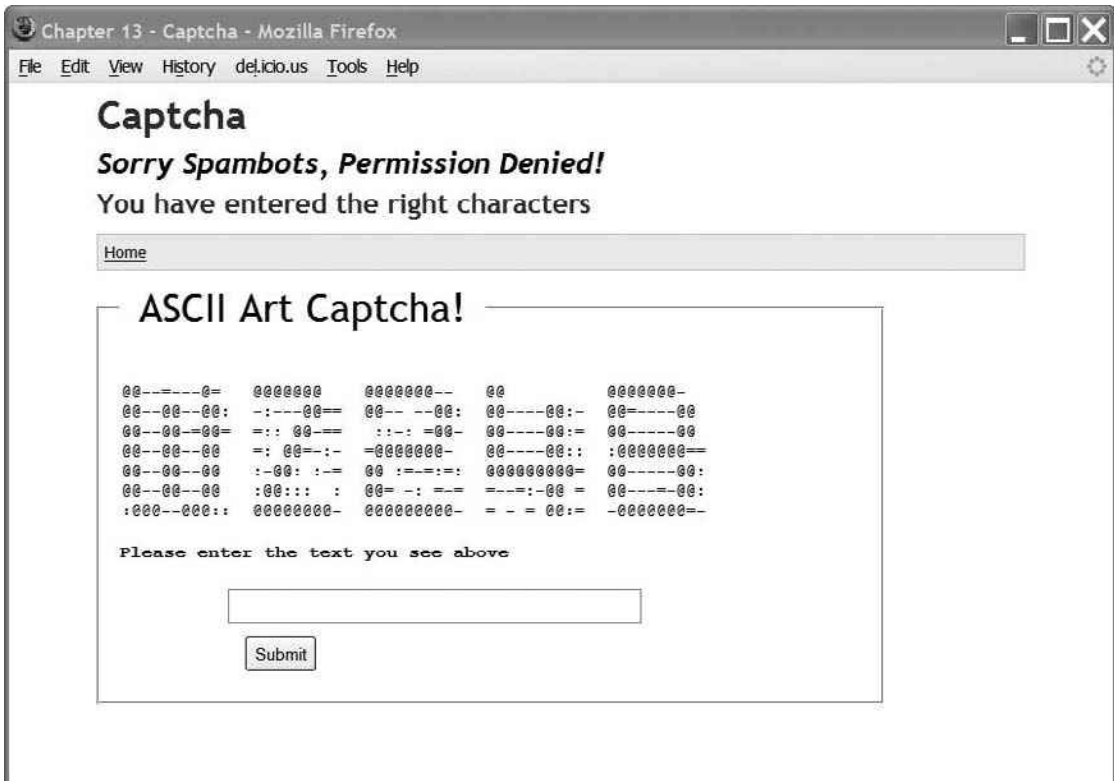 Chapter 13 - Captcha - Mozilla Firefox
File Edit View History del.icio.us Tools Help
Captcha
Sorry Spambots, Permission Denied!
You have entered the right characters
Home
ASCII Art Captcha!
@@--=---@= @@@@@@@ @@@@@@@-- @@ @@@@@@@-
@@--@@--@@: -:---@@== @@-- --@@: @@----@@:- @@=----@@
@@--@@-=@@= =:: @@-== ::-: =@@- @@----@@:= @@-----@@
@@--@@--@@ =: @@=-:- =@@@@@@@- @@----@@:: :@@@@@@@==
@@--@@--@@ :-@@: :-= @@ :=-=:=: @@@@@@@@@= @@-----@@:
@@--@@--@@ :@@::: : @@= -: =-= =--=:-@@ = @@---=-@@:
:@@@--@@@:: @@@@@@@@- @@@@@@@@@- = - = @@:= -@@@@@@@=-
Please enter the text you see above
Submit